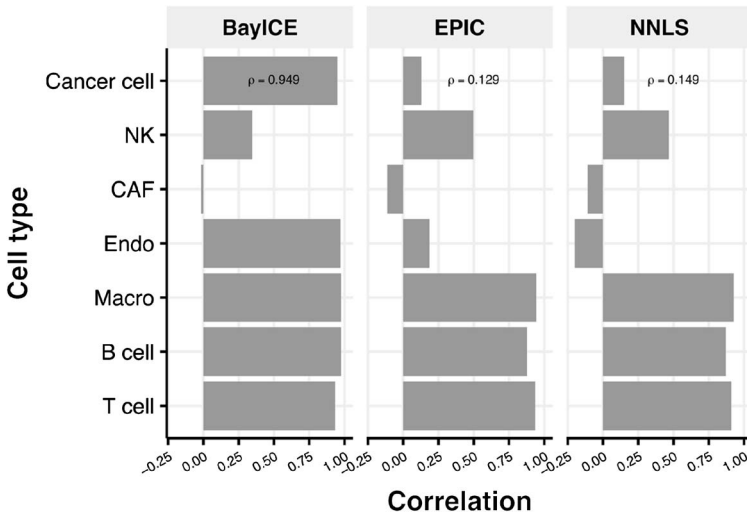 BayICE EPIC NNLS
Cancer cell
ρ = 0.949 ρ = 0.129 ρ = 0.149
NK
CAF
Endo
Macro
B cell
T cell
Cell type
−0.25 0.00 0.25 0.50 0.75 1.00 −0.25 0.00 0.25 0.50 0.75 1.00 −0.25 0.00 0.25 0.50 0.75 1.00
Correlation